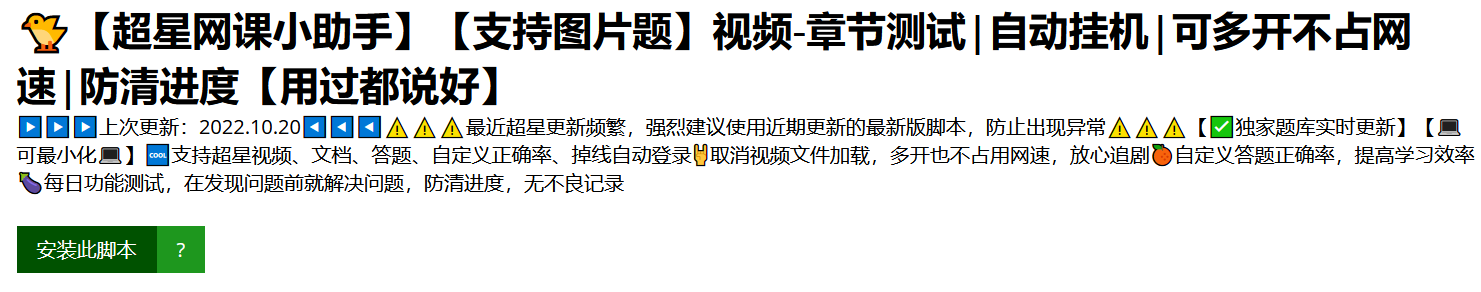 🐤【超星网课小助手】【支持图片题】视频-章节测试|自动挂机|可多开不占网
速|防清进度【用过都说好】
▶️▶️▶️上次更新：2022.10.20◀️◀️◀️⚠️⚠️⚠️最近超星更新频繁，强烈建议使用近期更新的最新版脚本，防止出现异常⚠️⚠️⚠️【✅独家题库实时更新】【💻
可最小化💻】🆒支持超星视频、文档、答题、自定义正确率、掉线自动登录🤘取消视频文件加载，多开也不占用网速，放心追剧🍊自定义答题正确率，提高学习效率
🍆每日功能测试，在发现问题前就解决问题，防清进度，无不良记录
安装此脚本 ?